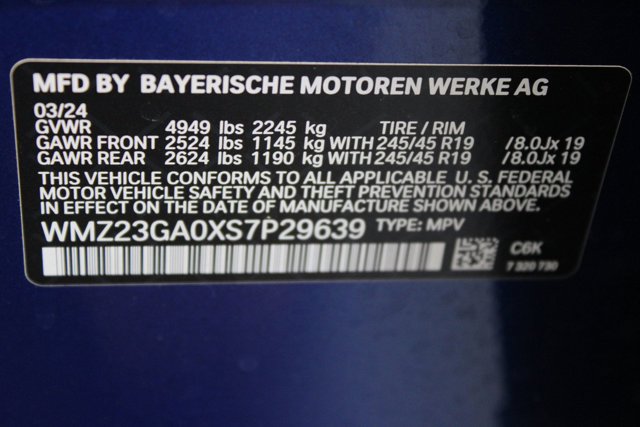 MFD BY BAYERISCHE MOTOREN WERKE AG
03/24
GVWR 4949 lbs 2245 kg TIRE / RIM
GAWR FRONT 2524 lbs 1145 kg WITH 245/45 R19 /8.0Jx 19
GAWR REAR 2624 lbs 1190 kg WITH 245/45 R19 /8.0Jx 19
THIS VEHICLE CONFORMS TO ALL APPLICABLE U. S. FEDERAL
MOTOR VEHICLE SAFETY AND THEFT PREVENTION STANDARDS
IN EFFECT ON THE DATE OF MANUFACTURE SHOWN ABOVE.
WMZ23GA0XS7P29639 TYPE: MPV
C6K
7 320 730